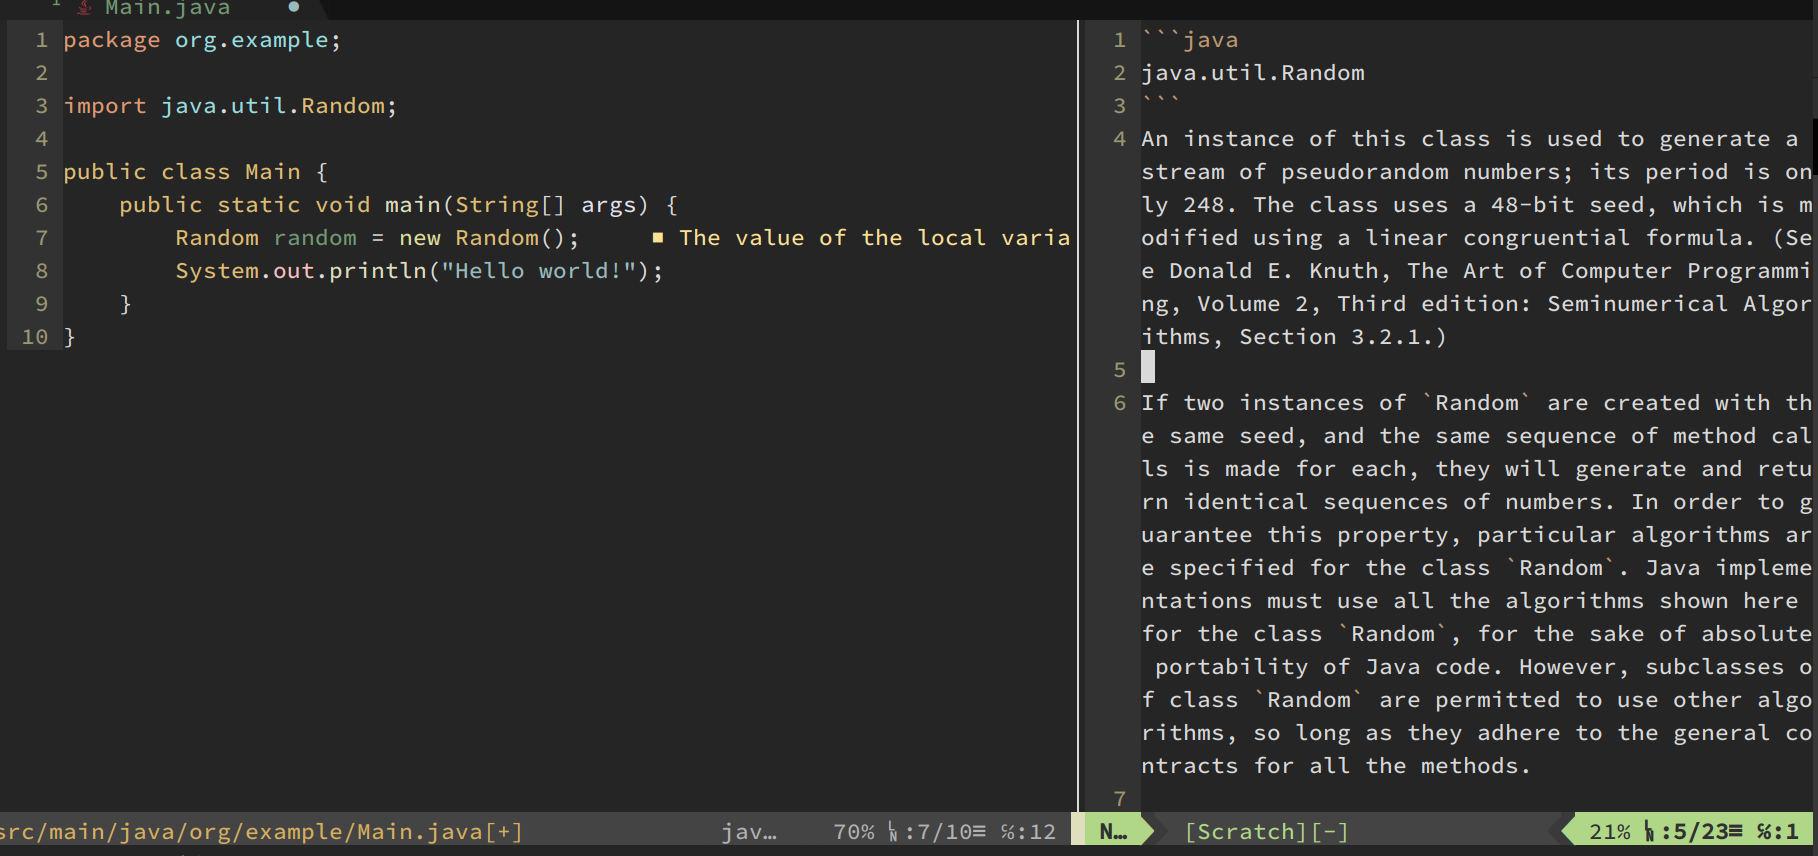 1 Main.java ●
1 package org.example;
2
3 import java.util.Random;
4
5 public class Main {
6     public static void main(String[] args) {
7         Random random = new Random();     ■ The value of the local varia
8         System.out.println("Hello world!");
9     }
10 }
src/main/java/org/example/Main.java[+] jav… 70% ␤:7/10≡ ℅:12
1 ```java
2 java.util.Random
3 ```
4 An instance of this class is used to generate a
stream of pseudorandom numbers; its period is on
ly 248. The class uses a 48-bit seed, which is m
odified using a linear congruential formula. (Se
e Donald E. Knuth, The Art of Computer Programmi
ng, Volume 2, Third edition: Seminumerical Algor
ithms, Section 3.2.1.)
5
6 If two instances of `Random` are created with th
e same seed, and the same sequence of method cal
ls is made for each, they will generate and retu
rn identical sequences of numbers. In order to g
uarantee this property, particular algorithms ar
e specified for the class `Random`. Java impleme
ntations must use all the algorithms shown here
for the class `Random`, for the sake of absolute
 portability of Java code. However, subclasses o
f class `Random` are permitted to use other algo
rithms, so long as they adhere to the general co
ntracts for all the methods.
7
N… [Scratch][-] 21% ␤:5/23≡ ℅:1